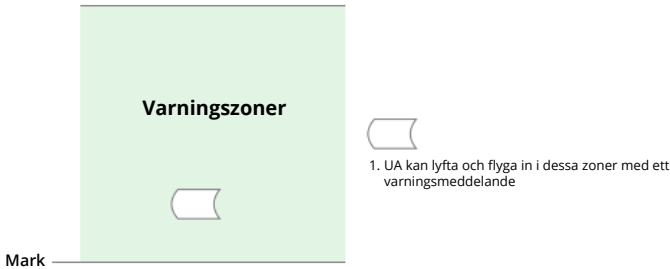 Varningszoner
1. UA kan lyfta och flyga in i dessa zoner med ett
varningsmeddelande
Mark